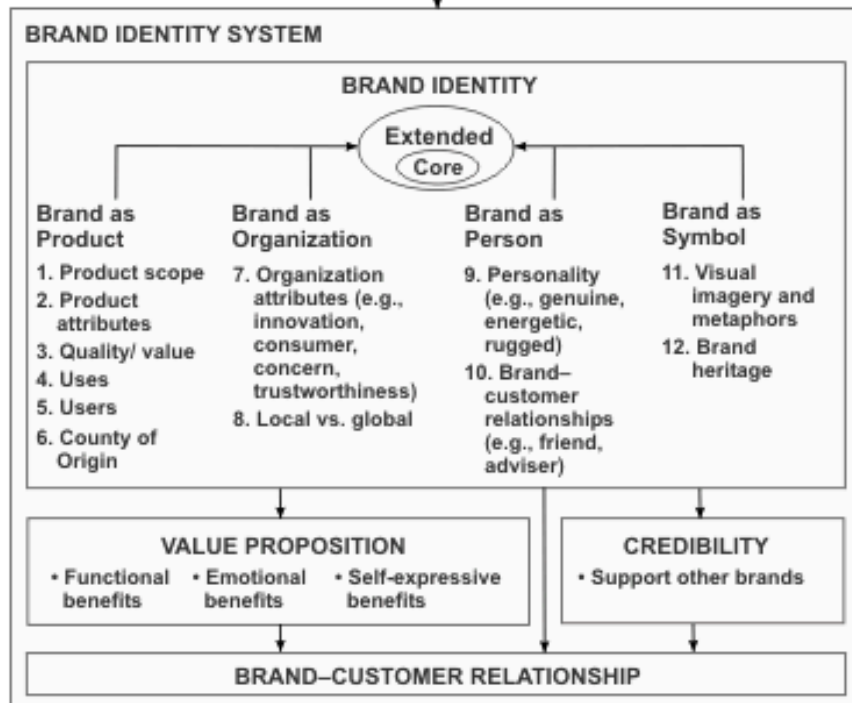 BRAND IDENTITY SYSTEM
BRAND IDENTITY
Extended
Core
Brand as
Product
1. Product scope
2. Product
attributes
3. Quality/ value
4. Uses
5. Users
6. County of
Origin
Brand as
Organization
7. Organization
attributes (e.g.,
innovation,
consumer,
concern,
trustworthiness)
8. Local vs. global
Brand as
Person
9. Personality
(e.g., genuine,
energetic,
rugged)
10. Brand–
customer
relationships
(e.g., friend,
adviser)
Brand as
Symbol
11. Visual
imagery and
metaphors
12. Brand
heritage
VALUE PROPOSITION
• Functional
benefits
• Emotional
benefits
• Self-expressive
benefits
CREDIBILITY
• Support other brands
BRAND–CUSTOMER RELATIONSHIP